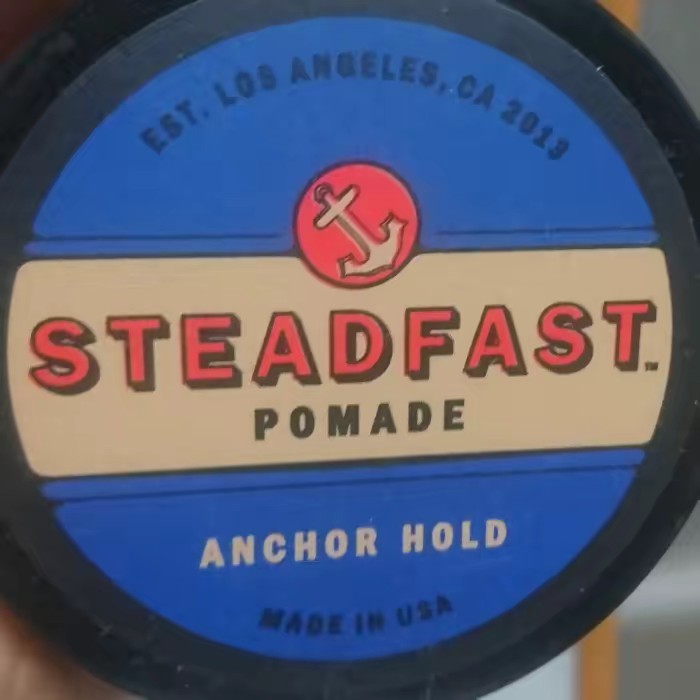 EST. LOS ANGELES, CA 2013
STEADFAST™
POMADE
ANCHOR HOLD
MADE IN USA